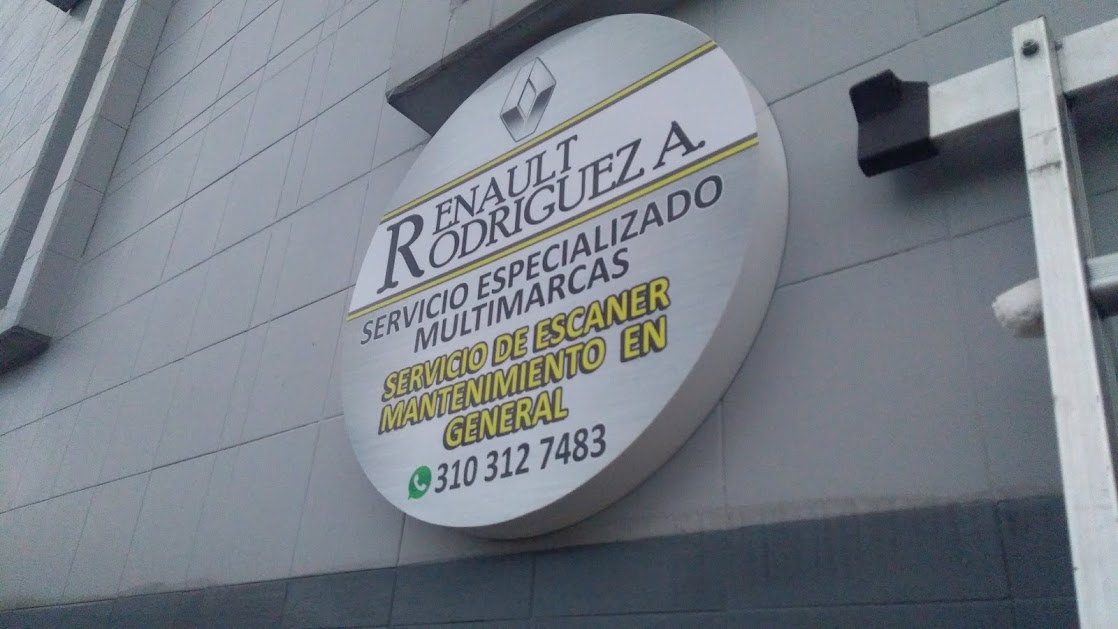 RENAULT
RODRIGUEZ A.
SERVICIO ESPECIALIZADO
MULTIMARCAS
SERVICIO DE ESCANER
MANTENIMIENTO EN
GENERAL
310 312 7483